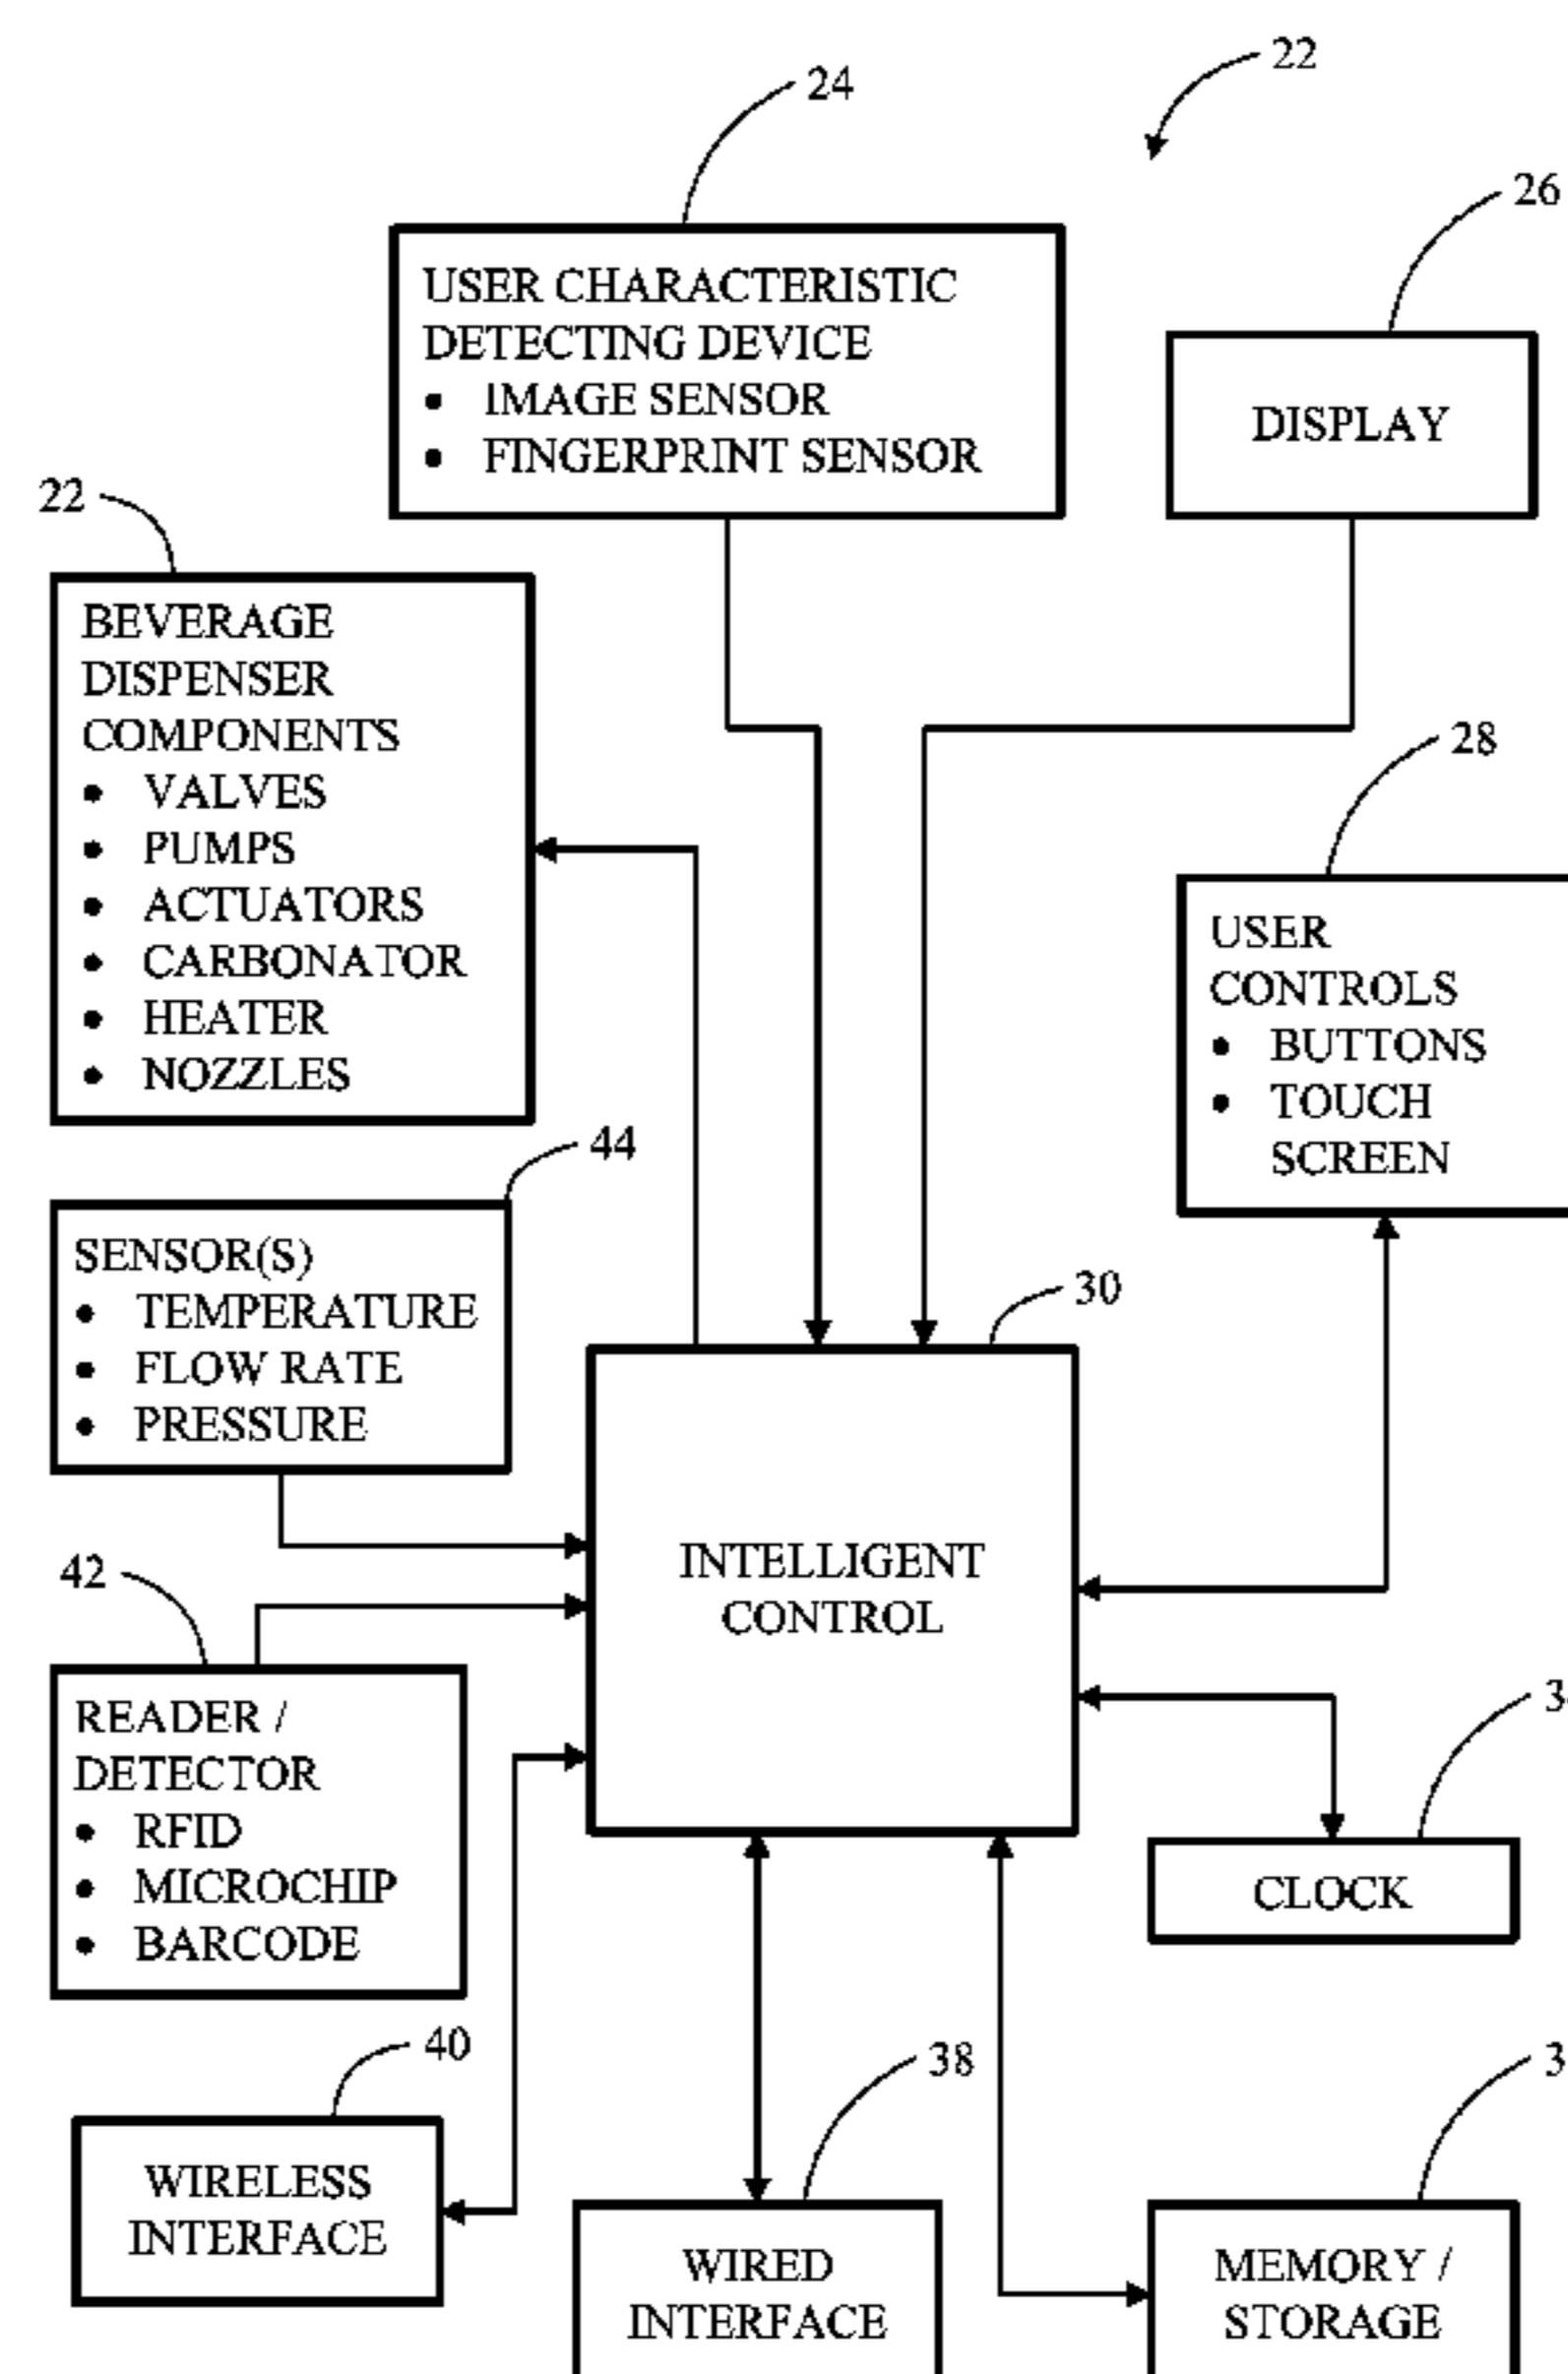 22
24
26
USER CHARACTERISTIC
DETECTING DEVICE
• IMAGE SENSOR
• FINGERPRINT SENSOR
DISPLAY
22
BEVERAGE
DISPENSER
COMPONENTS
• VALVES
• PUMPS
• ACTUATORS
• CARBONATOR
• HEATER
• NOZZLES
28
USER
CONTROLS
• BUTTONS
• TOUCH
SCREEN
44
SENSOR(S)
• TEMPERATURE
• FLOW RATE
• PRESSURE
30
INTELLIGENT
CONTROL
42
READER /
DETECTOR
• RFID
• MICROCHIP
• BARCODE
CLOCK
40
WIRELESS
INTERFACE
38
WIRED
INTERFACE
MEMORY /
STORAGE